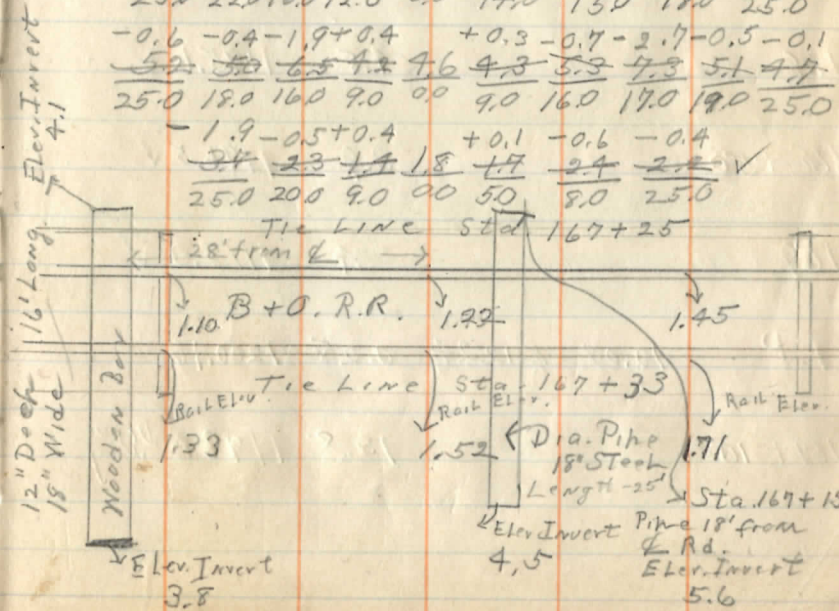 -0.6 -0.4 -1.9 +0.4 +0.3 -0.7 -2.7 -0.5 -0.1
5.2 5.0 6.5 4.2 4.6 4.3 5.3 7.3 5.1 4.7
25.0 18.0 16.0 9.0 0.0 9.0 16.0 17.0 19.0 25.0
-1.9 -0.5 +0.4 +0.1 -0.6 -0.4
2.3 1.4 1.8 1.7 2.4 2.2 ✓
25.0 20.0 9.0 0.0 5.0 8.0 25.0
Elev. Invert
4.1
Tie Line Sta 167+25
28' from ℄
B+O. R.R.
1.10 1.22 1.45
16' Long
12" Deep
18" Wide
Wooden Box
Tie Line Sta. 167+33
Rail Elev. Rail Elev. Rail Elev.
1.33 1.52 1.71
Dia. Pipe
18" Steel
Length-25'
Sta. 167+15
Pipe 18' from
℄ Rd.
Elev. Invert
5.6
Elev Invert
4.5
Elev. Invert
3.8